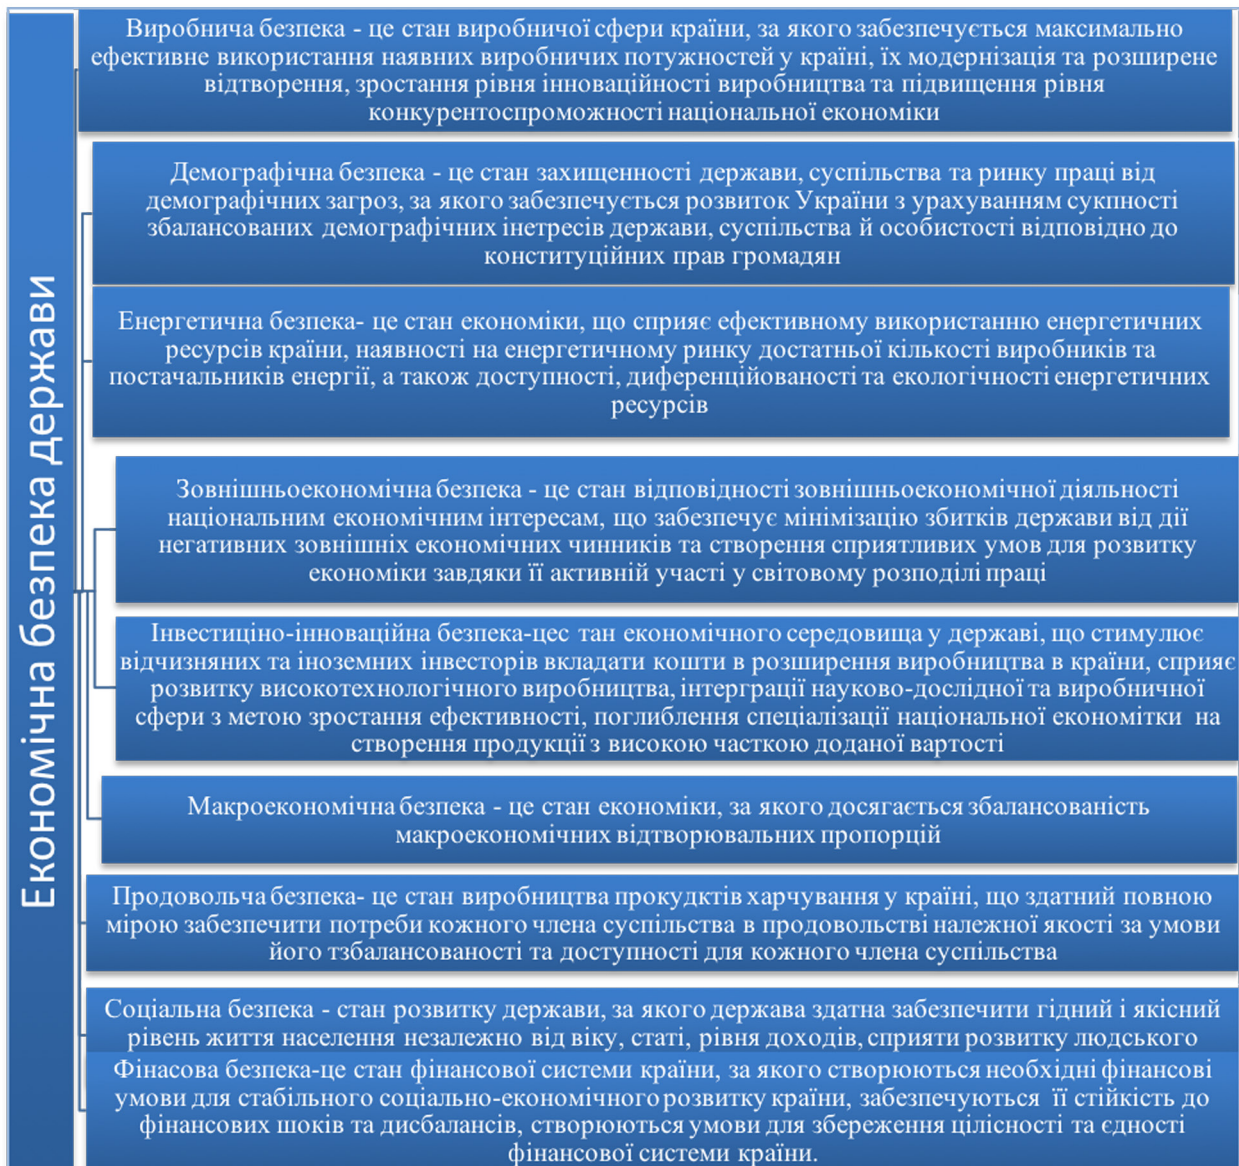 Економічна безпека держави
Виробнича безпека - це стан виробничої сфери країни, за якого забезпечується максимально
ефективне використання наявних виробничих потужностей у країні, їх модернізація та розширене
відтворення, зростання рівня інноваційності виробництва та підвищення рівня
конкурентоспроможності національної економіки
Демографічна безпека - це стан захищенності держави, суспільства та ринку праці від
демографічних загроз, за якого забезпечується розвиток України з урахуванням сукпності
збалансованих демографічних інетресів держави, суспільства й особистості відповідно до
конституційних прав громадян
Енергетична безпека- це стан економіки, що сприяє ефективному використанню енергетичних
ресурсів країни, наявності на енергетичному ринку достатньої кількості виробників та
постачальників енергії, а також доступності, диференційованості та екологічності енергетичних
ресурсів
Зовнішньоекономічна безпека - це стан відповідності зовнішньоекономічної діяльності
національним економічним інтересам, що забезпечує мінімізацію збитків держави від дії
негативних зовнішніх економічних чинників та створення сприятливих умов для розвитку
економіки завдяки її активній участі у світовому розподілі праці
Інвестиціно-інноваційна безпека-цес тан економічного середовища у державі, що стимулює
відчизняних та іноземних інвесторів вкладати кошти в розширення виробництва в країни, сприяє
розвитку високотехнологічного виробництва, інтерграції науково-дослідної та виробничної
сфери з метою зростання ефективності, поглиблення спеціалізації національної економітки на
створення продукції з високою часткою доданої вартості
Макроекономічна безпека - це стан економіки, за якого досягається збалансованість
макроекономічних відтворювальних пропорцій
Продовольча безпека- це стан виробництва прокудктів харчування у країні, що здатний повною
мірою забезпечити потреби кожного члена суспільства в продовольстві належної якості за умови
його тзбалансованості та доступності для кожного члена суспільства
Соціальна безпека - стан розвитку держави, за якого держава здатна забезпечити гідний і якісний
рівень життя населення незалежно від віку, статі, рівня доходів, сприяти розвитку людського
Фінасова безпека-це стан фінансової системи країни, за якого створюються необхідні фінансові
умови для стабільного соціально-економічного розвитку країни, забезпечуються її стійкість до
фінансових шоків та дисбалансів, створюються умови для збереження цілісності та єдності
фінансової системи країни.